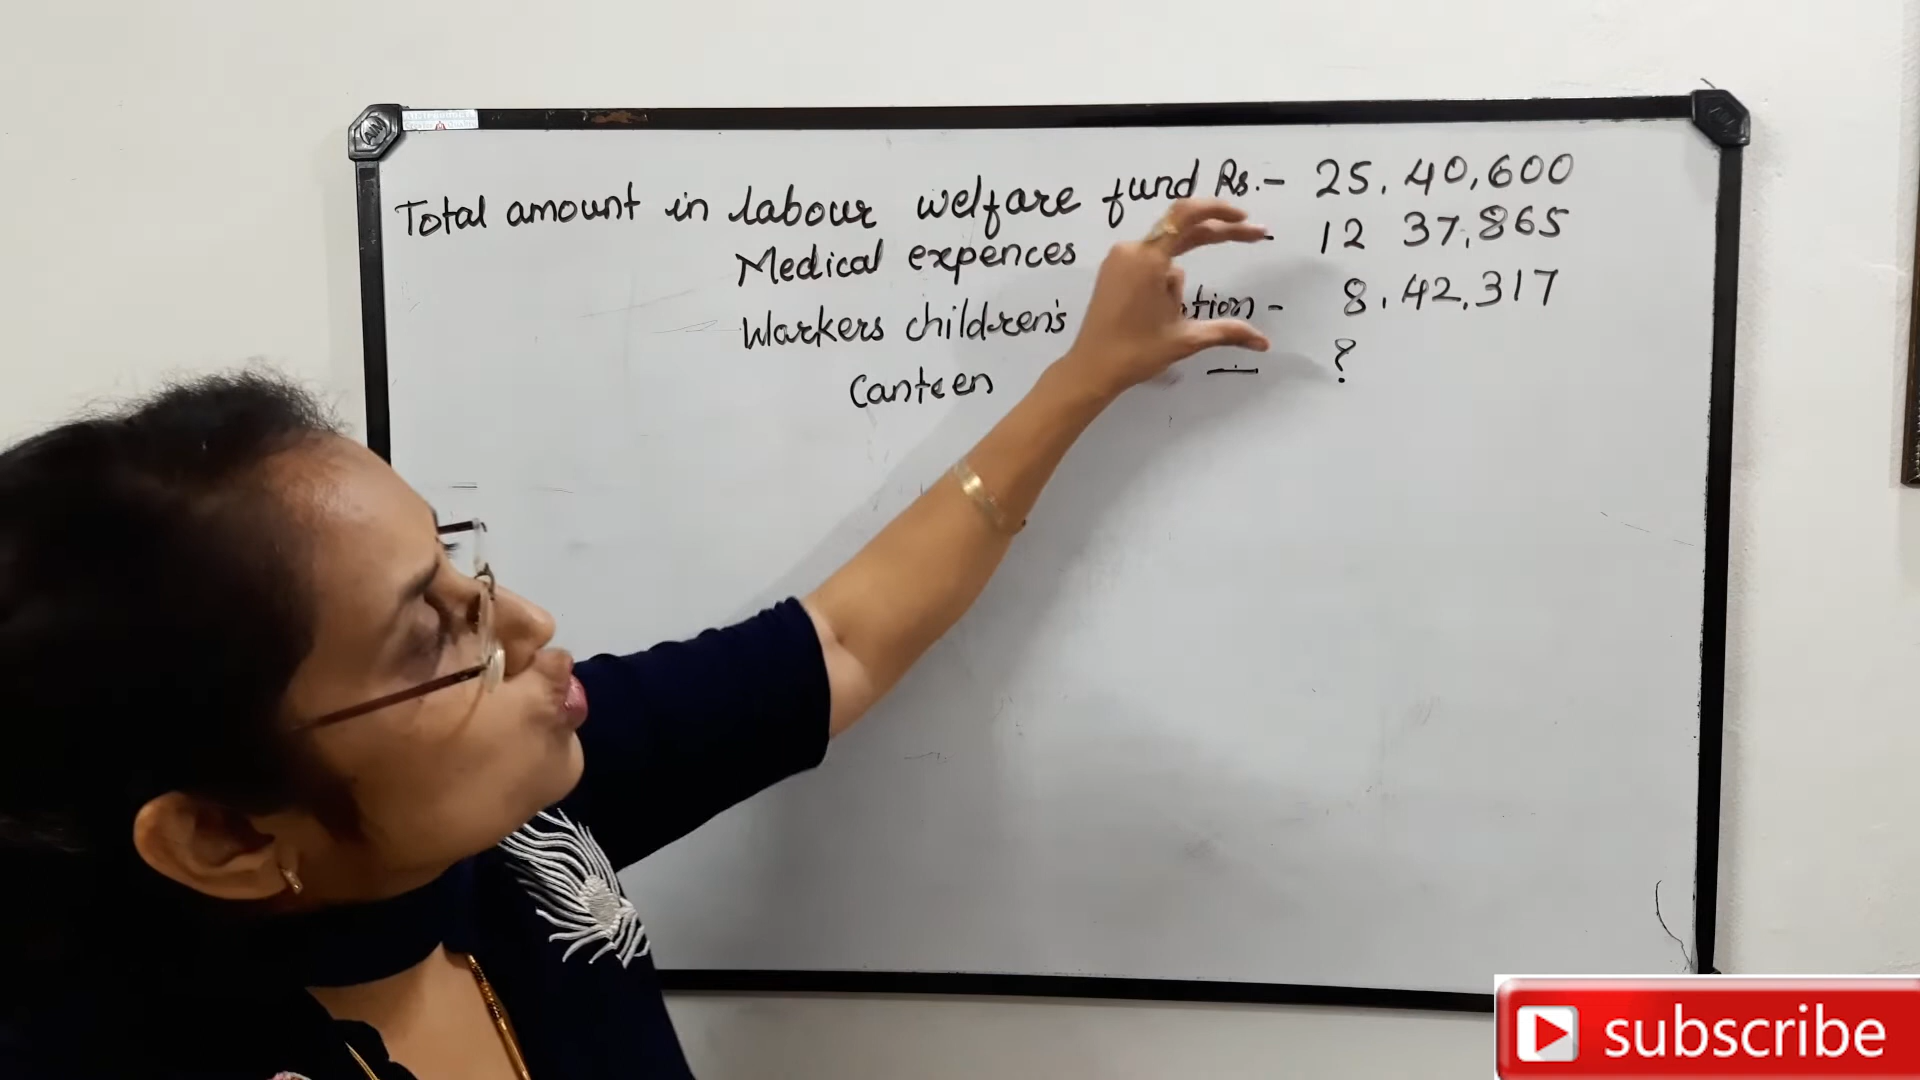 Total amount in labour welfare fund Rs.- 25,40,600
Medical expences - 12 37,865
Workers children's - 8,42,317
Canteen — ?
subscribe